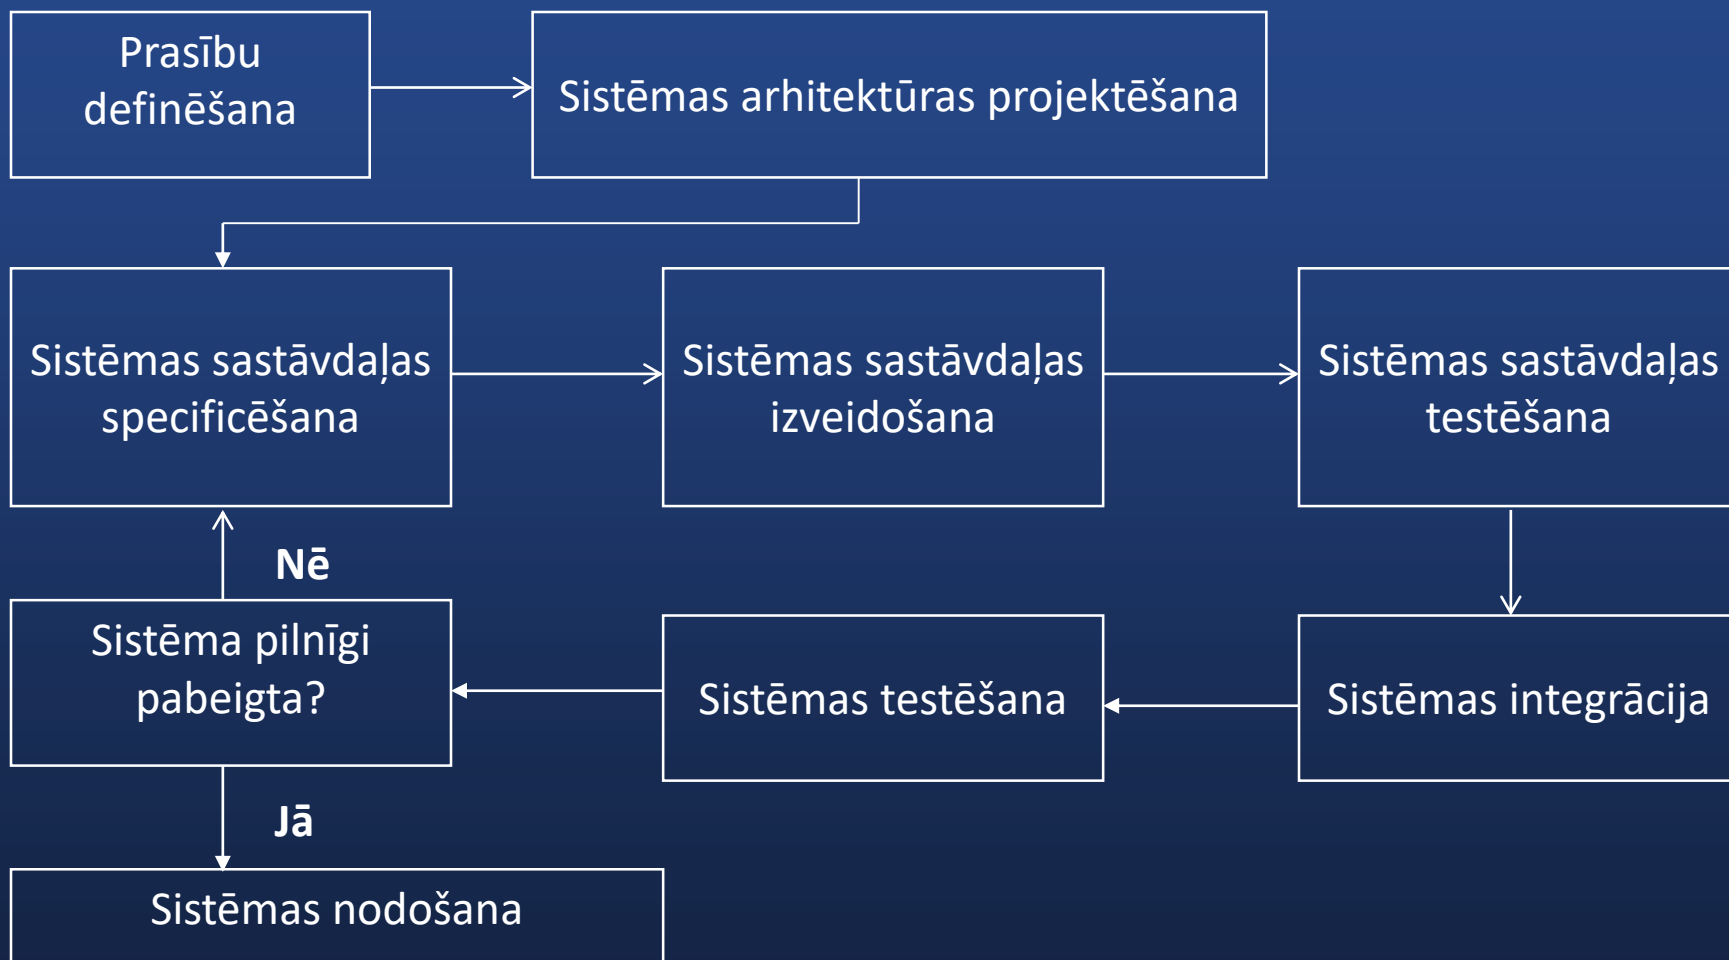 Prasību
definēšana
Sistēmas arhitektūras projektēšana
Sistēmas sastāvdaļas
specificēšana
Sistēmas sastāvdaļas
izveidošana
Sistēmas sastāvdaļas
testēšana
Nē
Sistēma pilnīgi
pabeigta?
Sistēmas testēšana
Sistēmas integrācija
Jā
Sistēmas nodošana